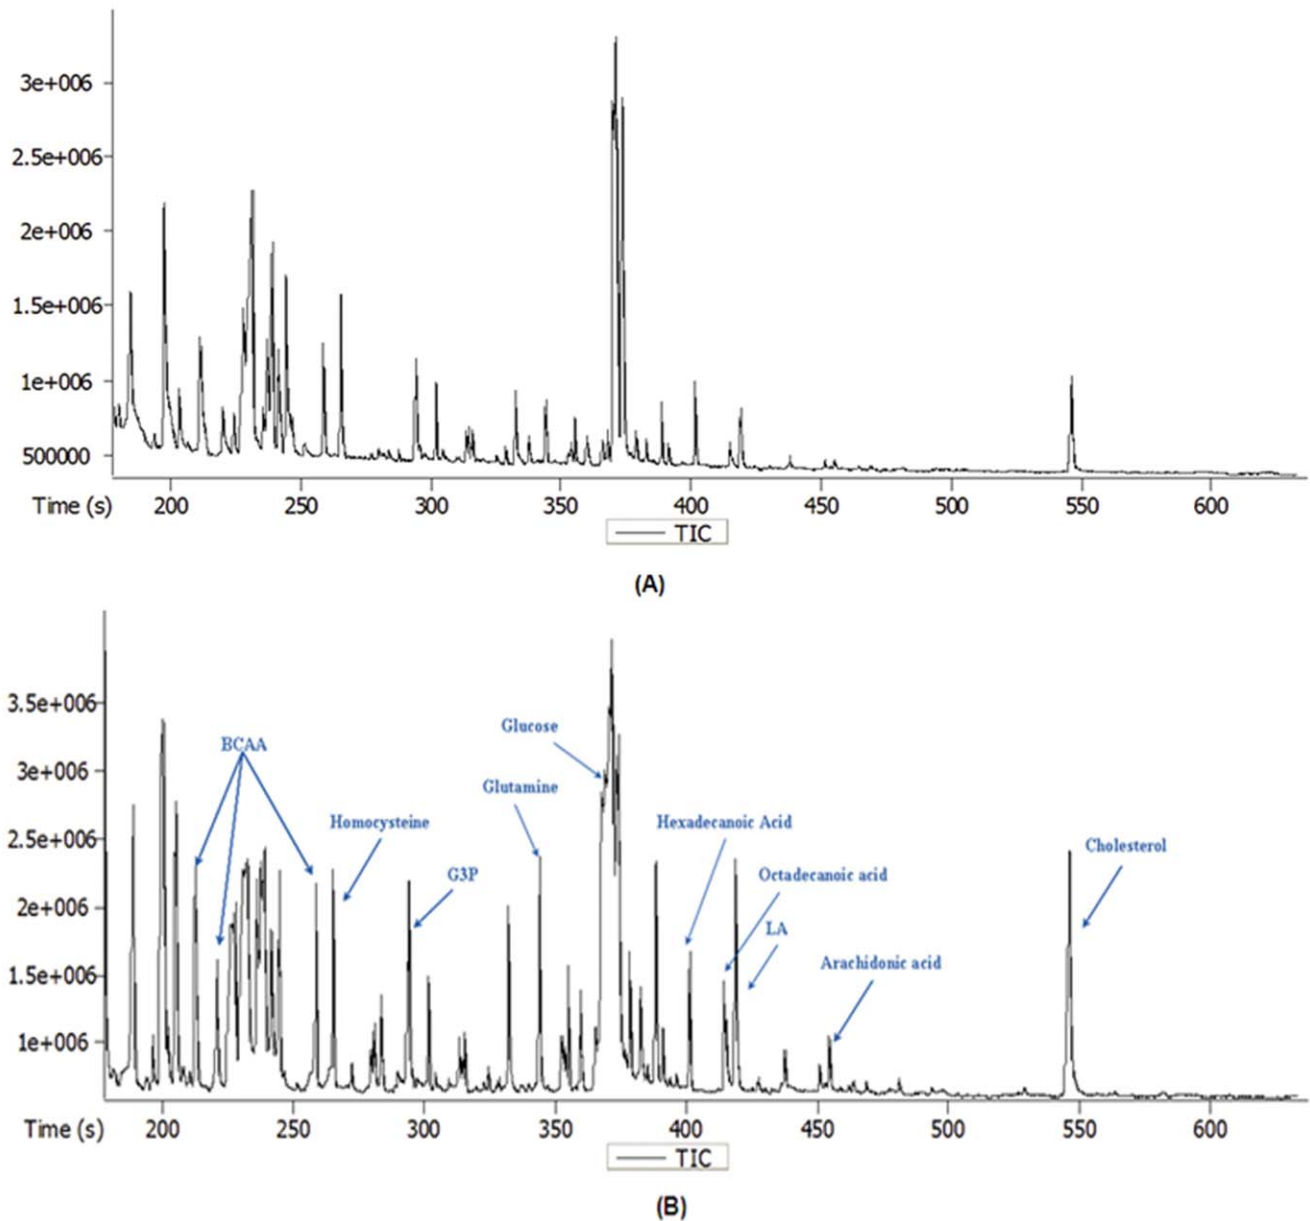 3e+006
2.5e+006
2e+006
1.5e+006
1e+006
500000
Time (s) 200 250 300 350 400 450 500 550 600
TIC
(A)
3.5e+006
3e+006
2.5e+006
2e+006
1.5e+006
1e+006
BCAA
Homocysteine
G3P
Glutamine
Glucose
Hexadecanoic Acid
Octadecanoic acid
LA
Arachidonic acid
Cholesterol
Time (s) 200 250 300 350 400 450 500 550 600
TIC
(B)